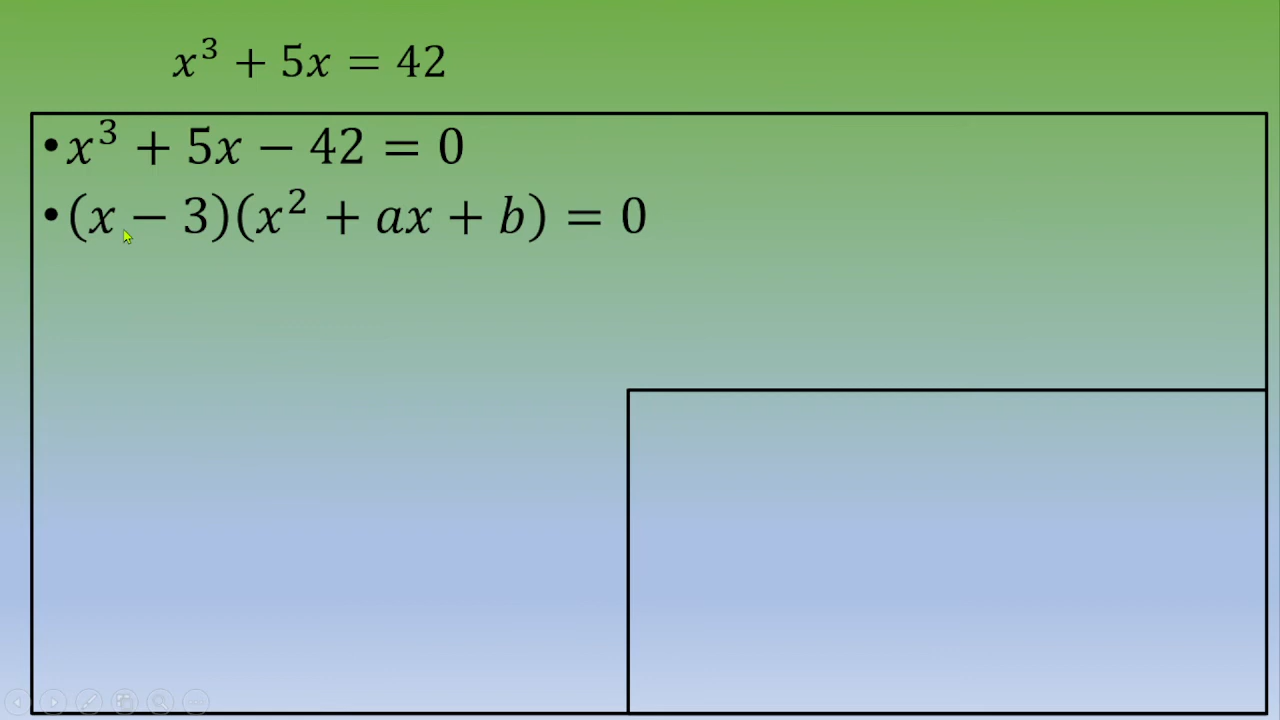 x³ + 5x = 42
•x³ + 5x − 42 = 0
•(x − 3)(x² + ax + b) = 0